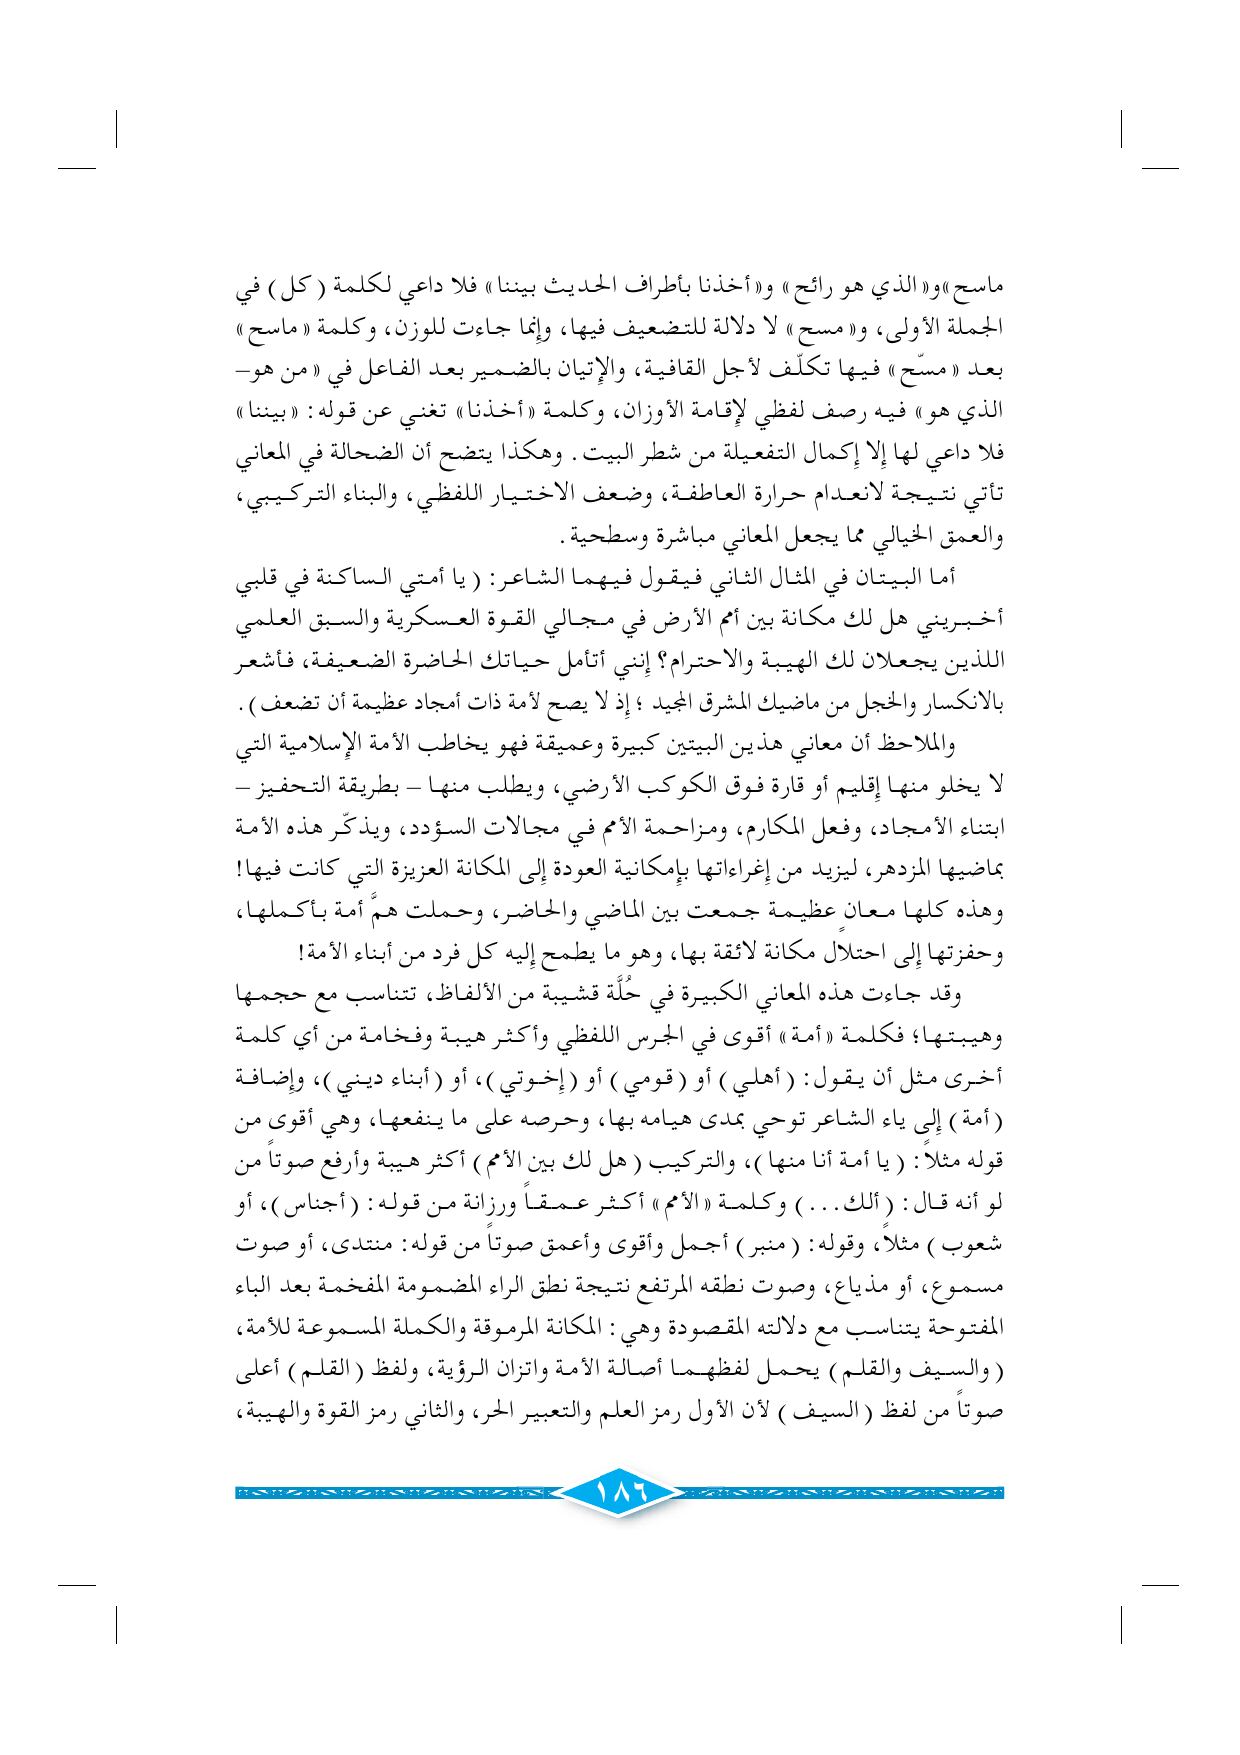 ماسح»و«الذي هو رائح» و«أخذنا بأطراف الحديث بيننا» فلا داعي لكلمة (كل) في
الجملة الأولى، و«مسح» لا دلالة للتضعيف فيها، وإنما جاءت للوزن، وكلمة «ماسح»
بعد «مسّح» فيها تكلّف لأجل القافية، والإتيان بالضمير بعد الفاعل في «من هو–
الذي هو» فيه رصف لفظي لإقامة الأوزان، وكلمة «أخذنا» تغني عن قوله: «بيننا»
فلا داعي لها إلا إكمال التفعيلة من شطر البيت. وهكذا يتضح أن الضحالة في المعاني
تأتي نتيجة لانعدام حرارة العاطفة، وضعف الاختيار اللفظي، والبناء التركيبي،
والعمق الخيالي مما يجعل المعاني مباشرة وسطحية.
أما البيتان في المثال الثاني فيقول فيهما الشاعر: (يا أمتي الساكنة في قلبي
أخبريني هل لك مكانة بين أمم الأرض في مجالي القوة العسكرية والسبق العلمي
اللذين يجعلان لك الهيبة والاحترام؟ إنني أتأمل حياتك الحاضرة الضعيفة، فأشعر
بالانكسار والخجل من ماضيك المشرق المجيد ؛ إذ لا يصح لأمة ذات أمجاد عظيمة أن تضعف).
والملاحظ أن معاني هذين البيتين كبيرة وعميقة فهو يخاطب الأمة الإسلامية التي
لا يخلو منها إقليم أو قارة فوق الكوكب الأرضي، ويطلب منها – بطريقة التحفيز –
ابتناء الأمجاد، وفعل المكارم، ومزاحمة الأمم في مجالات السؤدد، ويذكّر هذه الأمة
بماضيها المزدهر، ليزيد من إغراءاتها بإمكانية العودة إلى المكانة العزيزة التي كانت فيها!
وهذه كلها معانٍ عظيمة جمعت بين الماضي والحاضر، وحملت همَّ أمة بأكملها،
وحفزتها إلى احتلال مكانة لائقة بها، وهو ما يطمح إليه كل فرد من أبناء الأمة!
وقد جاءت هذه المعاني الكبيرة في حُلَّة قشيبة من الألفاظ، تتناسب مع حجمها
وهيبتها؛ فكلمة «أمة» أقوى في الجرس اللفظي وأكثر هيبة وفخامة من أي كلمة
أخرى مثل أن يقول: (أهلي) أو (قومي) أو (إخوتي)، أو (أبناء ديني)، وإضافة
(أمة) إلى ياء الشاعر توحي بمدى هيامه بها، وحرصه على ما ينفعها، وهي أقوى من
قوله مثلاً: (يا أمة أنا منها)، والتركيب (هل لك بين الأمم) أكثر هيبة وأرفع صوتاً من
لو أنه قال: (ألك...) وكلمة «الأمم» أكثر عمقاً ورزانة من قوله: (أجناس)، أو
شعوب) مثلاً، وقوله: (منبر) أجمل وأقوى وأعمق صوتاً من قوله: منتدى، أو صوت
مسموع، أو مذياع، وصوت نطقه المرتفع نتيجة نطق الراء المضمومة المفخمة بعد الباء
المفتوحة يتناسب مع دلالته المقصودة وهي: المكانة المرموقة والكملة المسموعة للأمة،
(والسيف والقلم) يحمل لفظهما أصالة الأمة واتزان الرؤية، ولفظ (القلم) أعلى
صوتاً من لفظ (السيف) لأن الأول رمز العلم والتعبير الحر، والثاني رمز القوة والهيبة،
١٨٦